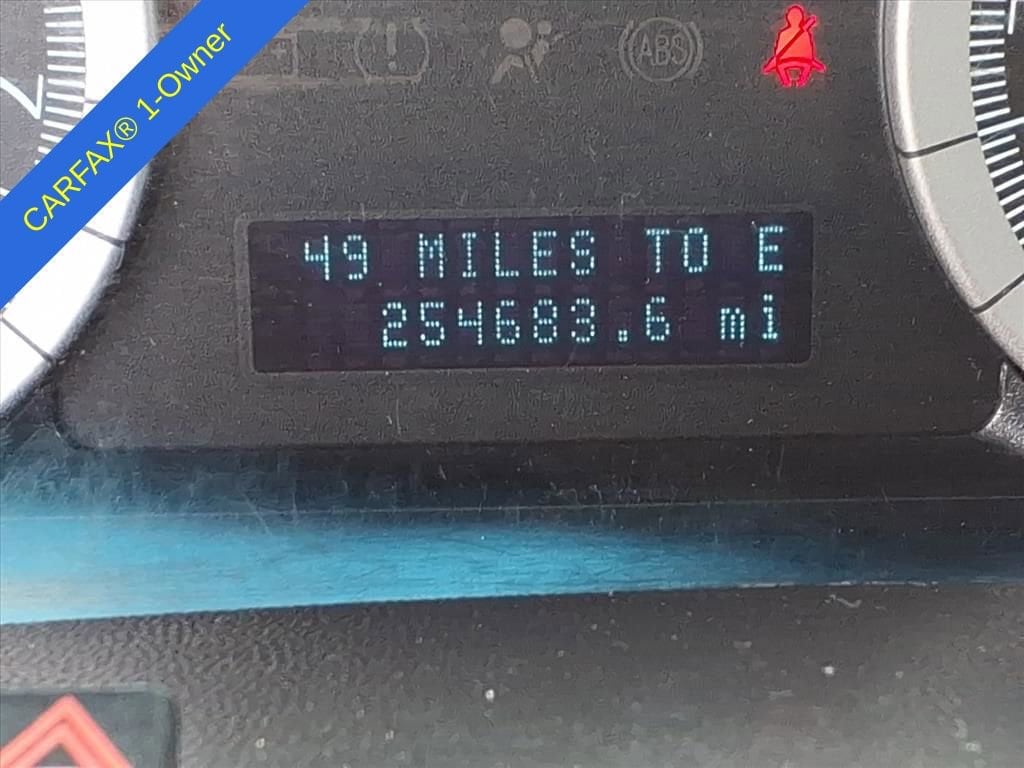 CARFAX® 1-Owner
ABS
49 MILES TO E
254683.6 mi